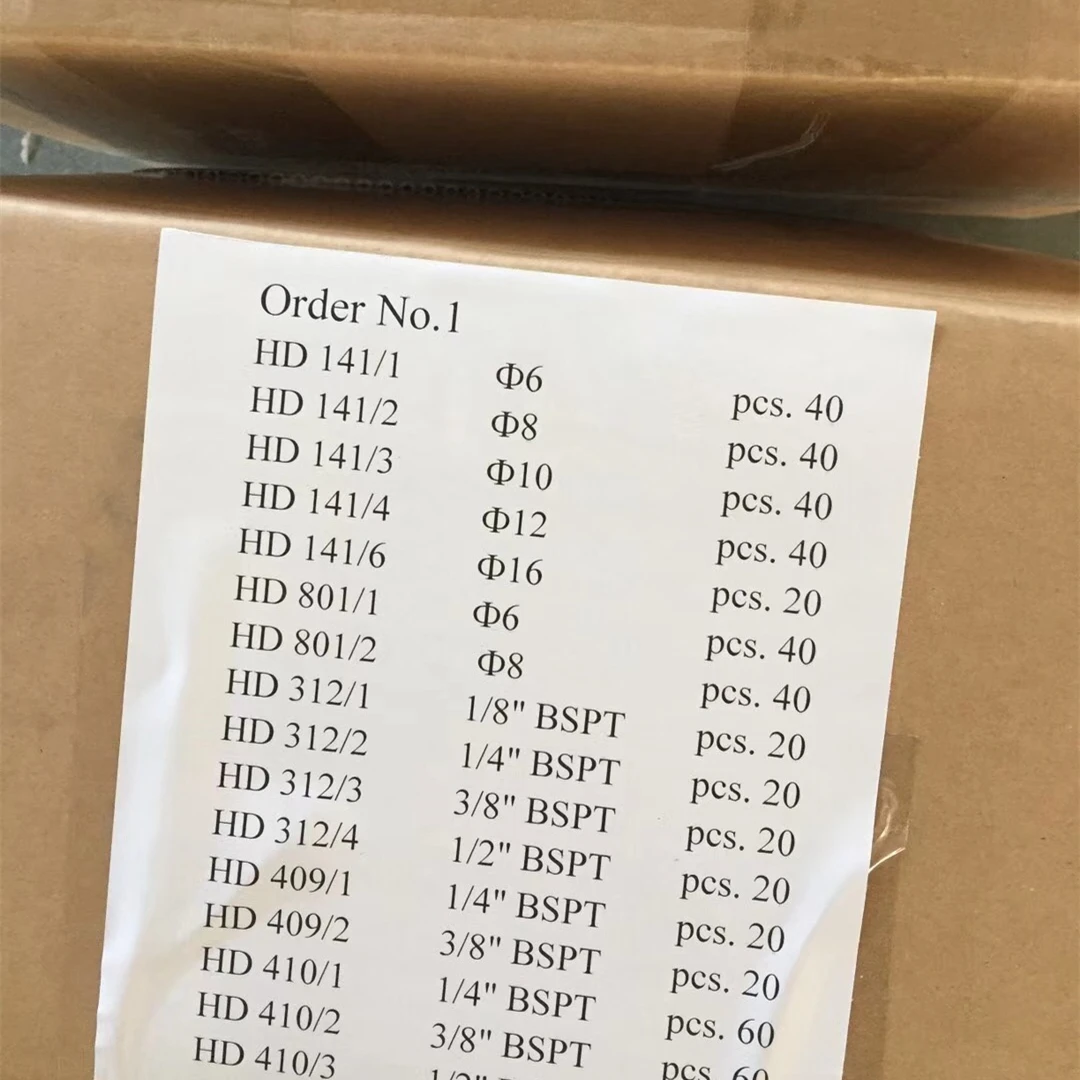 Order No.1
HD 141/1 Φ6 pcs. 40
HD 141/2 Φ8 pcs. 40
HD 141/3 Φ10 pcs. 40
HD 141/4 Φ12 pcs. 40
HD 141/6 Φ16 pcs. 20
HD 801/1 Φ6 pcs. 40
HD 801/2 Φ8 pcs. 40
HD 312/1 1/8" BSPT pcs. 20
HD 312/2 1/4" BSPT pcs. 20
HD 312/3 3/8" BSPT pcs. 20
HD 312/4 1/2" BSPT pcs. 20
HD 409/1 1/4" BSPT pcs. 20
HD 409/2 3/8" BSPT pcs. 20
HD 410/1 1/4" BSPT pcs. 60
HD 410/2 3/8" BSPT pcs. 60
HD 410/3 1/2"